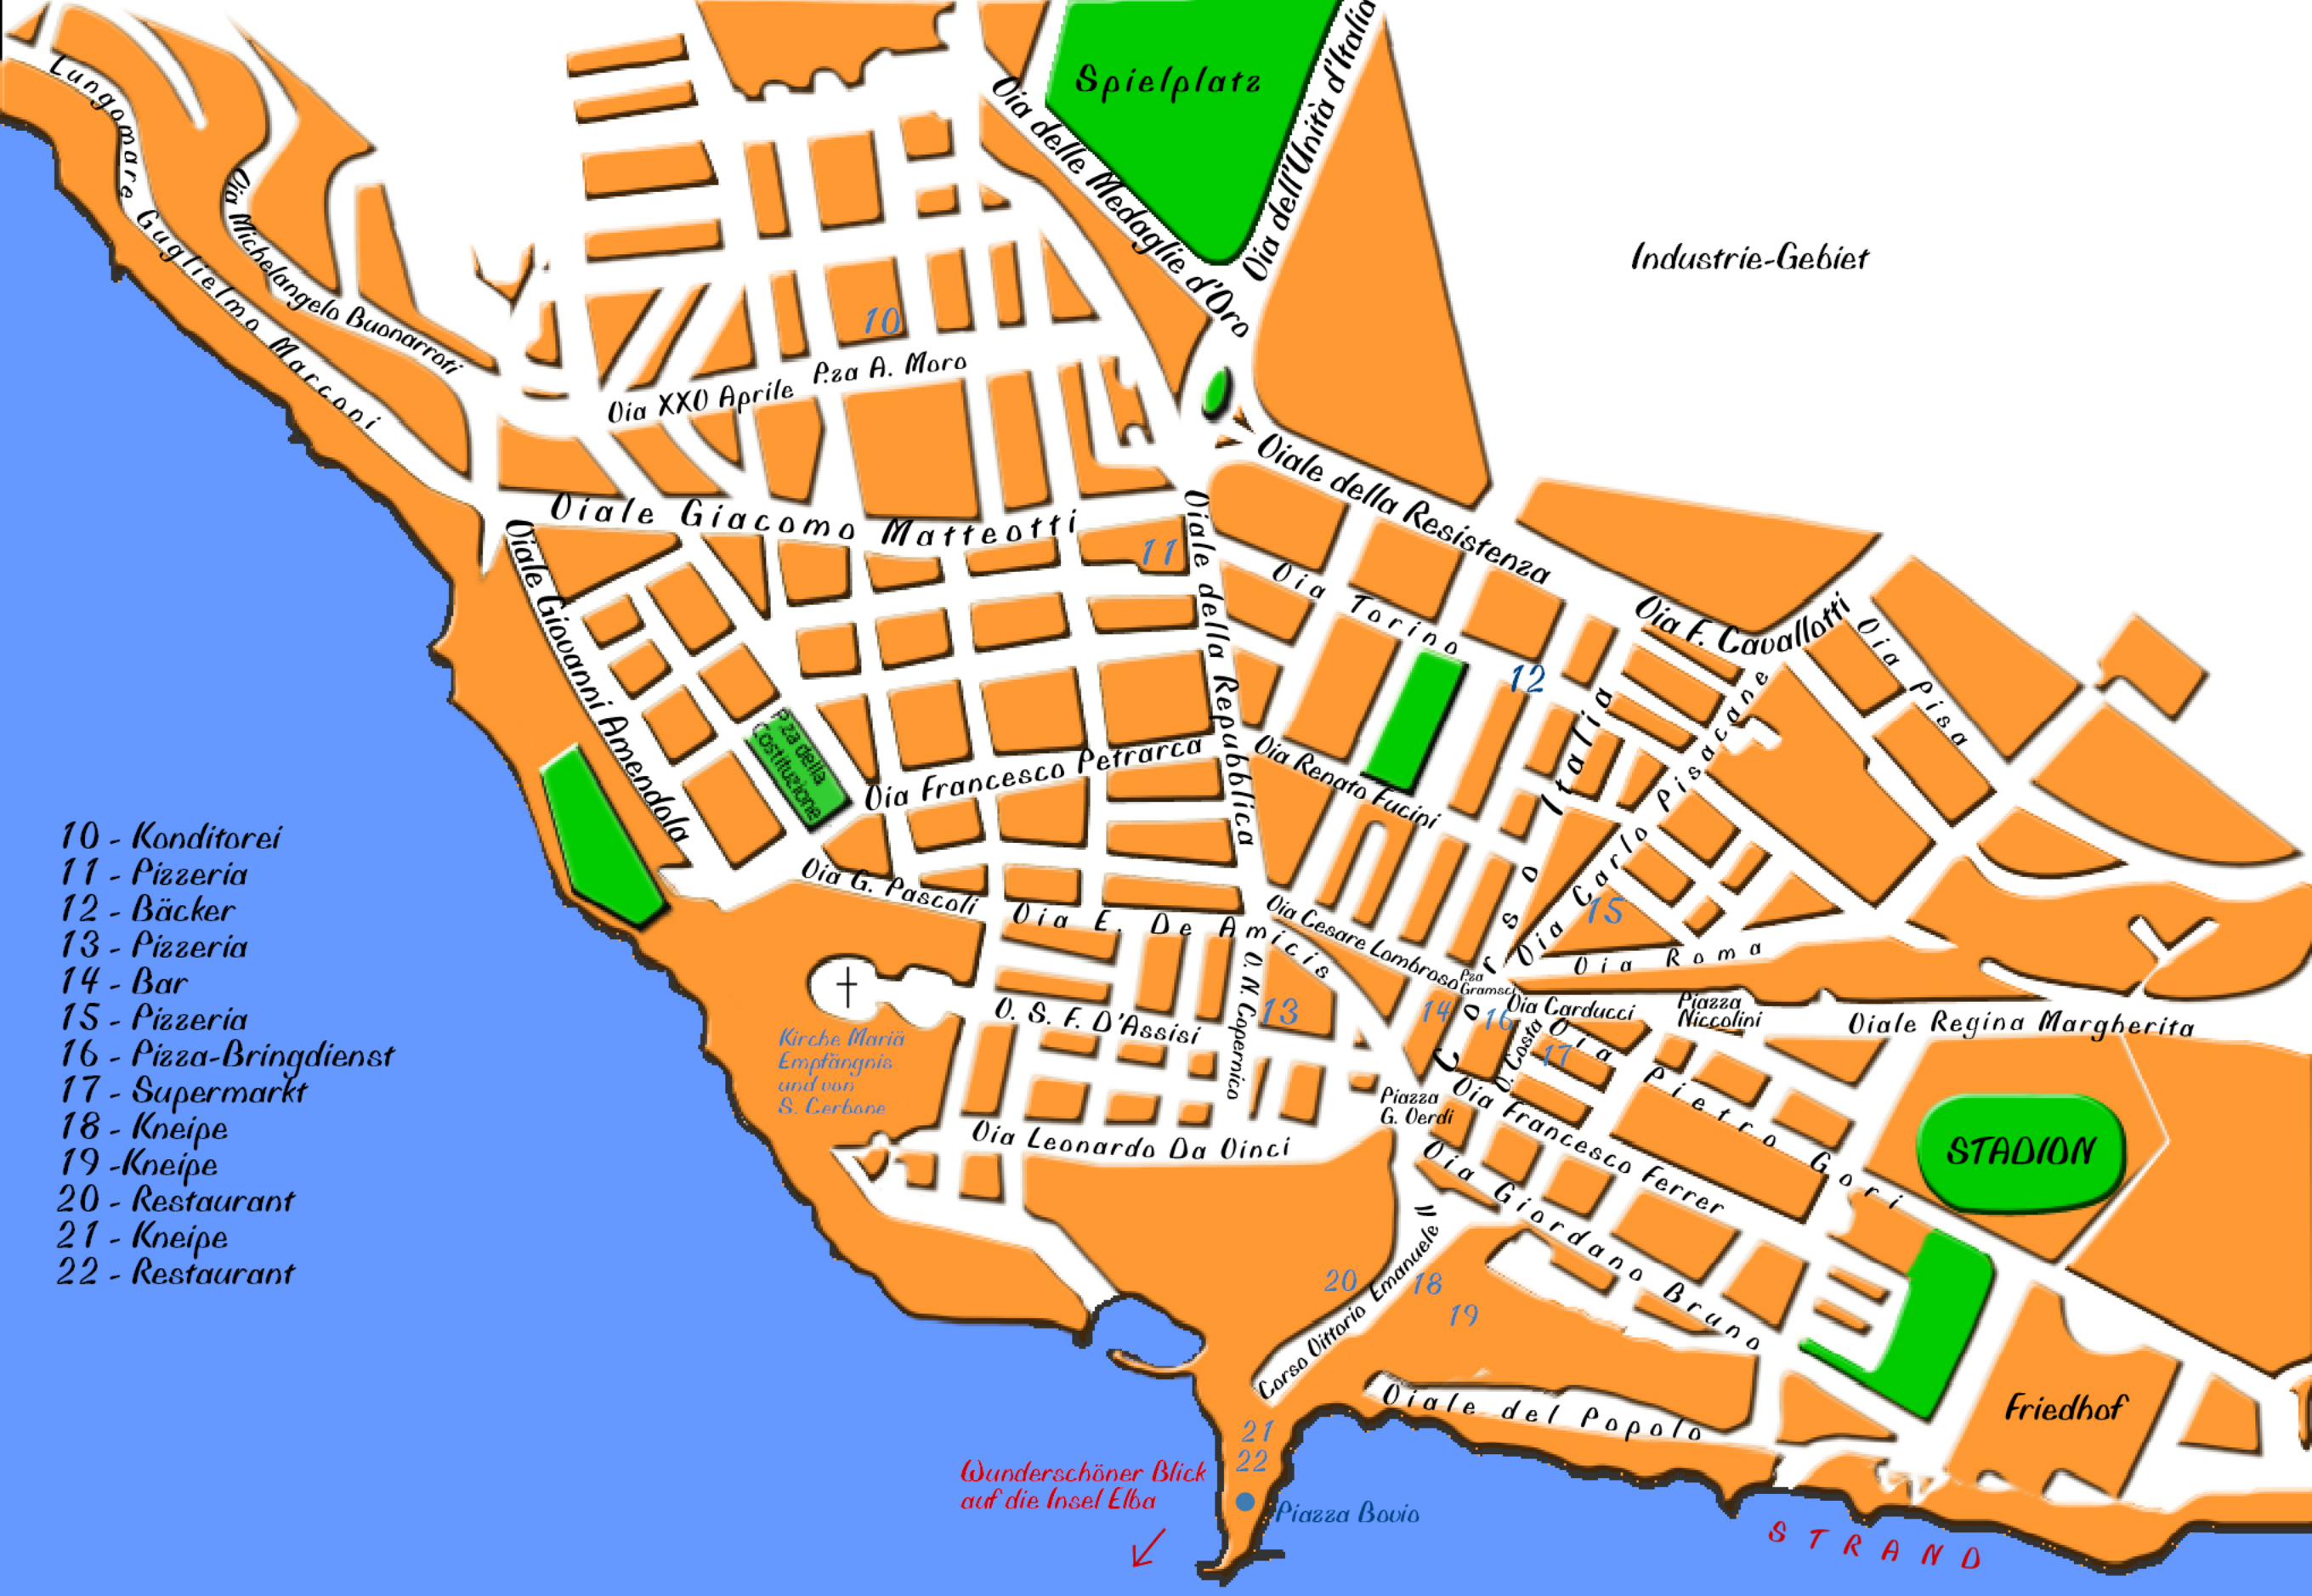 Spielplatz
Via dell'Unità d'Italia
Lungomare Guglielmo Marconi
Via delle Medaglie d'Oro
Via Michelangelo Buonarroti
Industrie-Gebiet
10
P.za A. Moro
Via XXV Aprile
Viale della Resistenza
Viale Giacomo Matteotti
11
Viale Giovanni Amendola
Viale della Repubblica
Via Torino
Via F. Cavallotti
Via Pisa
12
Corso Italia
Via Carlo Pisacane
P.za della
Costituzione
Via Francesco Petrarca
Via Renato Fucini
Via G. Pascoli
Via E. De Amicis
Via Cesare Lombroso
15
Via Roma
P.za
Gramsci
V. N. Copernico
V. S. F. D'Assisi
13
14
16
Via Carducci
Piazza
Niccolini
Viale Regina Margherita
V. Costa
17
Via Pietro Gori
Kirche Mariä
Empfängnis
und von
S. Cerbone
Piazza
G. Verdi
Via Francesco Ferrer
Via Leonardo Da Vinci
STADION
Via Giordano Bruno
Corso Vittorio Emanuele II
20
18
19
Friedhof
Viale del Popolo
21
22
Wunderschöner Blick
auf die Insel Elba
Piazza Bovio
STRAND
10 - Konditorei
11 - Pizzeria
12 - Bäcker
13 - Pizzeria
14 - Bar
15 - Pizzeria
16 - Pizza-Bringdienst
17 - Supermarkt
18 - Kneipe
19 -Kneipe
20 - Restaurant
21 - Kneipe
22 - Restaurant